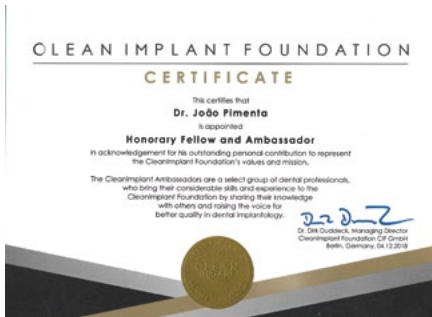 CLEAN IMPLANT FOUNDATION
CERTIFICATE
This certifies that
Dr. João Pimenta
is appointed
Honorary Fellow and Ambassador
in acknowledgement for his outstanding personal contribution to represent
the CleanImplant Foundation's values and mission.
The CleanImplant Ambassadors are a select group of dental professionals,
who bring their considerable skills and experience to the
CleanImplant Foundation by sharing their knowledge
with others and raising the voice for
better quality in dental implantology.
Dr. Dirk Duddeck, Managing Director
CleanImplant Foundation CIF GmbH
Berlin, Germany, 04.12.2018
CLEAN
IMPLANT